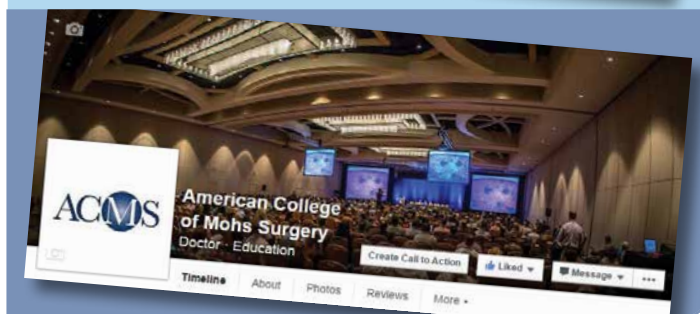 ACMS
American College
of Mohs Surgery
Doctor · Education
Create Call to Action
Liked
Message
Timeline
About
Photos
Reviews
More